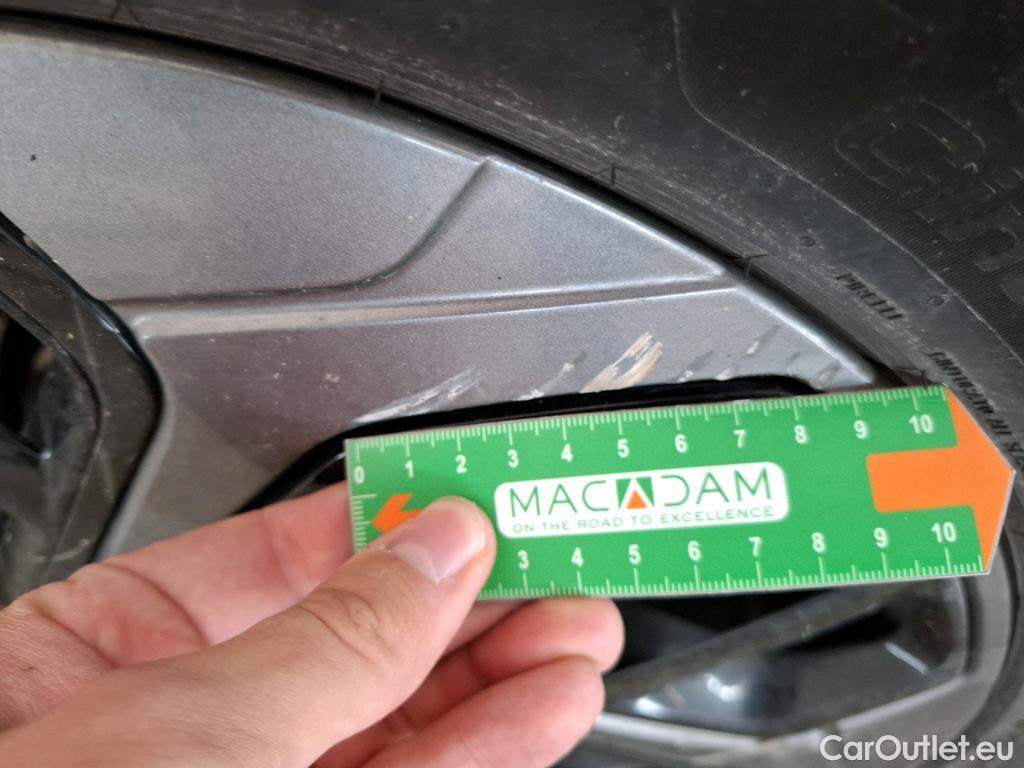 PIRELLI
0 1 2 3 4 5 6 7 8 9 10
MACADAM
ON THE ROAD TO EXCELLENCE
3 4 5 6 7 8 9 10
CarOutlet.eu